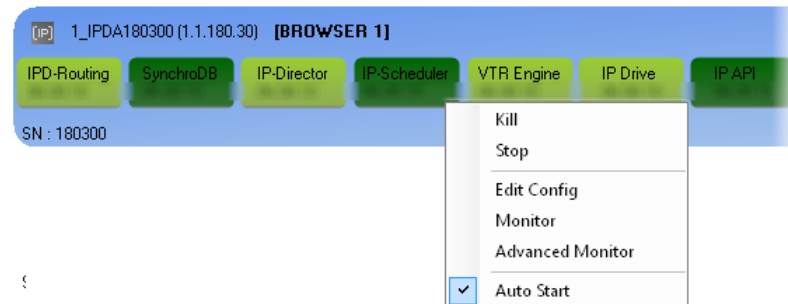 [IP] 1_IPDA180300 (1.1.180.30) [BROWSER 1]
IPD-Routing SynchroDB IP-Director IP-Scheduler VTR Engine IP Drive IP API
SN : 180300
Kill
Stop
Edit Config
Monitor
Advanced Monitor
Auto Start